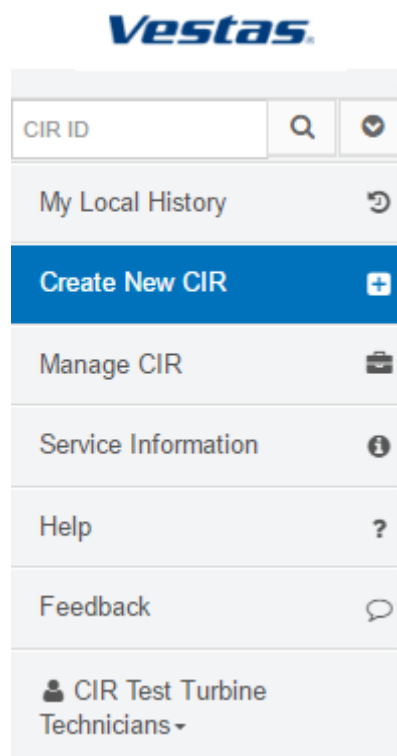 Vestas.
CIR ID
My Local History
Create New CIR
Manage CIR
Service Information
Help
?
Feedback
CIR Test Turbine
Technicians